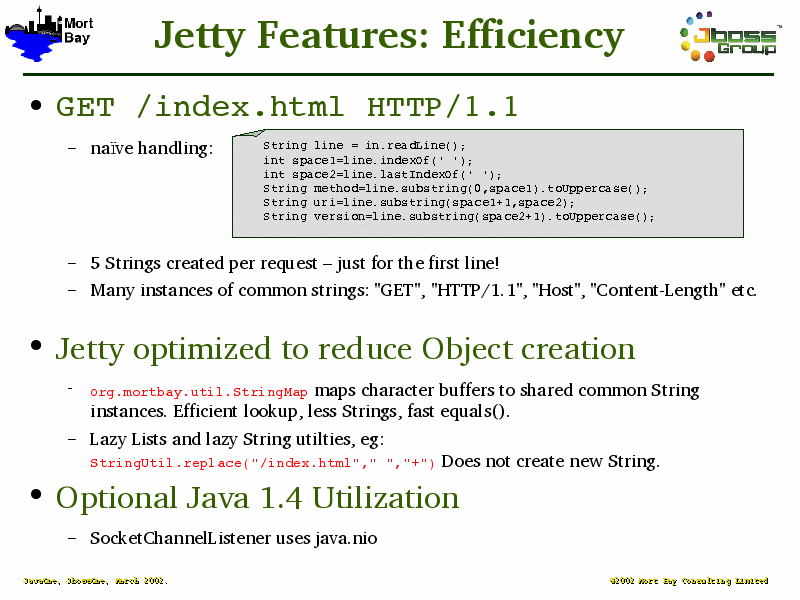 Mort
Bay
Jetty Features: Efficiency
Jboss
Group
™
• GET /index.html HTTP/1.1
– naïve handling:
String line = in.readLine();
int space1=line.indexOf(' ');
int space2=line.lastIndexOf(' ');
String method=line.substring(0,space1).toUppercase();
String uri=line.substring(space1+1,space2);
String version=line.substring(space2+1).toUppercase();
– 5 Strings created per request – just for the first line!
– Many instances of common strings: "GET", "HTTP/1.1", "Host", "Content-Length" etc.
• Jetty optimized to reduce Object creation
- org.mortbay.util.StringMap maps character buffers to shared common String
instances. Efficient lookup, less Strings, fast equals().
– Lazy Lists and lazy String utilties, eg:
StringUtil.replace("/index.html"," ","+") Does not create new String.
• Optional Java 1.4 Utilization
– SocketChannelListener uses java.nio
JavaOne, JbossOne, March 2002.
©2002 Mort Bay Consulting Limited